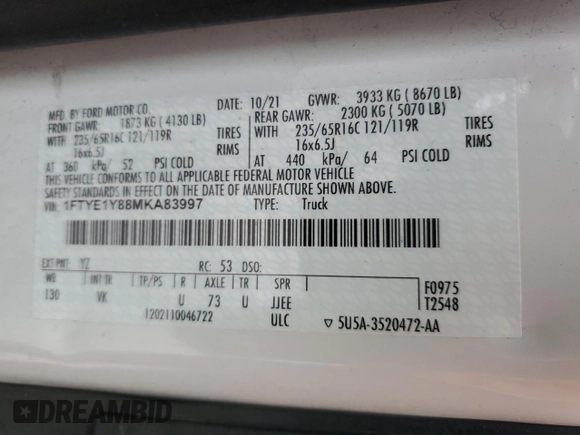 MFD. BY FORD MOTOR CO.
DATE: 10/21 GVWR: 3933 KG ( 8670 LB)
FRONT GAWR: 1873 KG ( 4130 LB)
REAR GAWR: 2300 KG ( 5070 LB)
WITH 235/65R16C 121/119R TIRES
WITH 235/65R16C 121/119R TIRES
16x6.5J RIMS
16x6.5J RIMS
AT 360 kPa/ 52 PSI COLD
AT 440 kPa/ 64 PSI COLD
THIS VEHICLE CONFORMS TO ALL APPLICABLE FEDERAL MOTOR VEHICLE
SAFETY STANDARDS IN EFFECT ON THE DATE OF MANUFACTURE SHOWN ABOVE.
VIN: 1FTYE1Y88MKA83997 TYPE: Truck
EXT PNT: YZ RC: 53 DSO:
WB INT TR TP/PS R AXLE TR SPR
130 VK U 73 U JJEE
1202110046722 ULC
F0975
T2548
▽ 5U5A-3520472-AA
DREAMBID